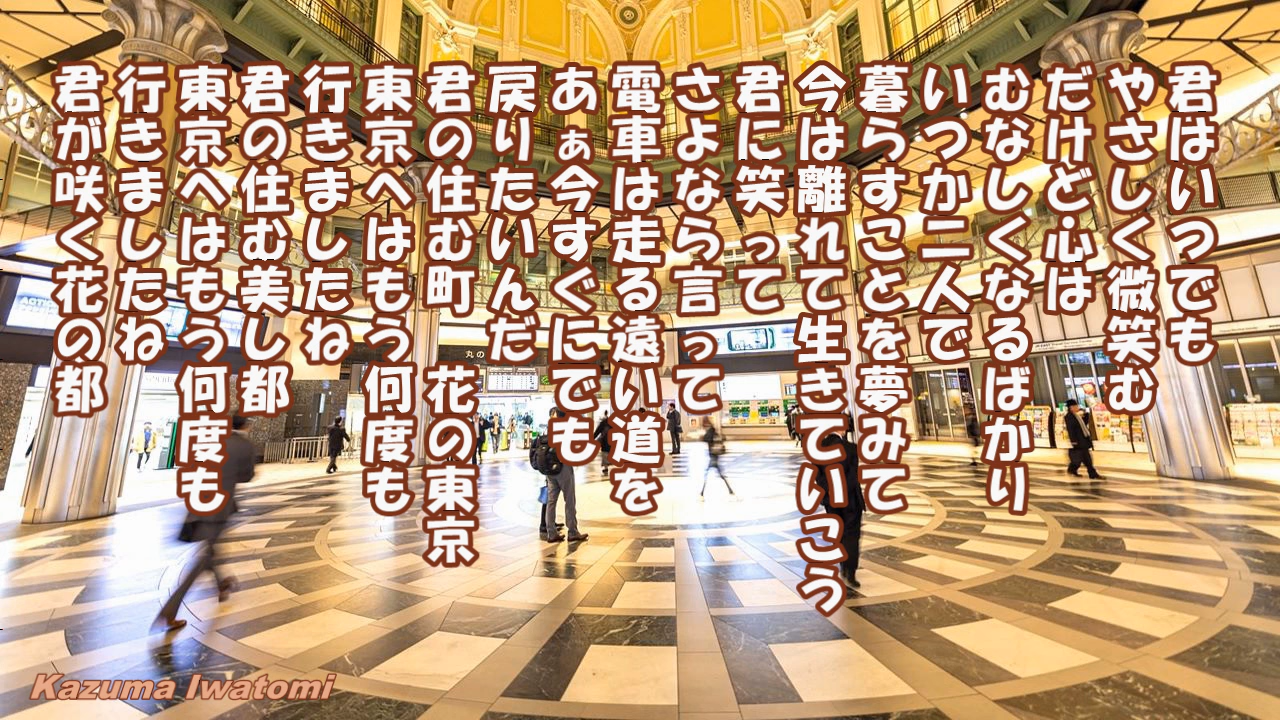 君はいつでも
やさしく微笑む
だけど心は
むなしくなるばかり
いつか二人で
暮らすことを夢みて
今は離れて生きていこう
君に笑って
さよなら言って
電車は走る遠い道を
あぁ今すぐにでも
戻りたいんだ
君の住む町　花の東京
東京へはもう何度も
行きましたね
君の住む美し都
東京へはもう何度も
行きましたね
君が咲く花の都
丸の
Kazuma Iwatomi